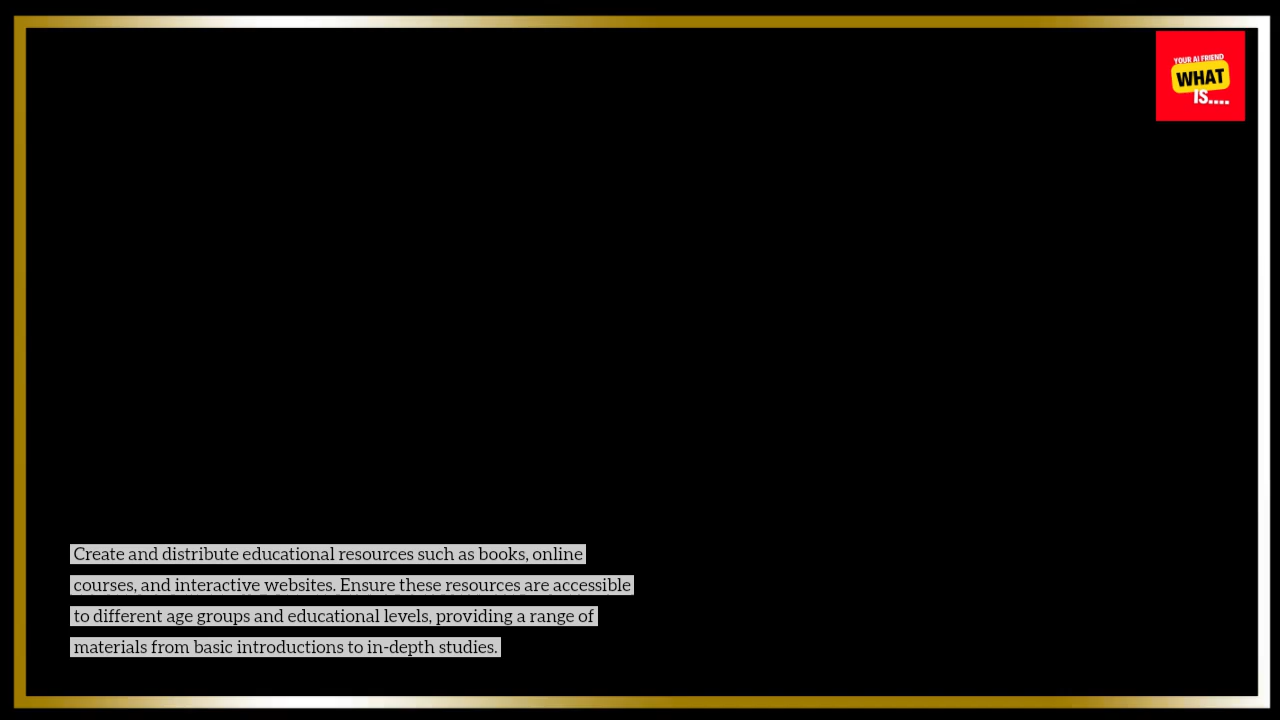 YOUR AI FRIEND
WHAT
IS....
Create and distribute educational resources such as books, online
courses, and interactive websites. Ensure these resources are accessible
to different age groups and educational levels, providing a range of
materials from basic introductions to in-depth studies.